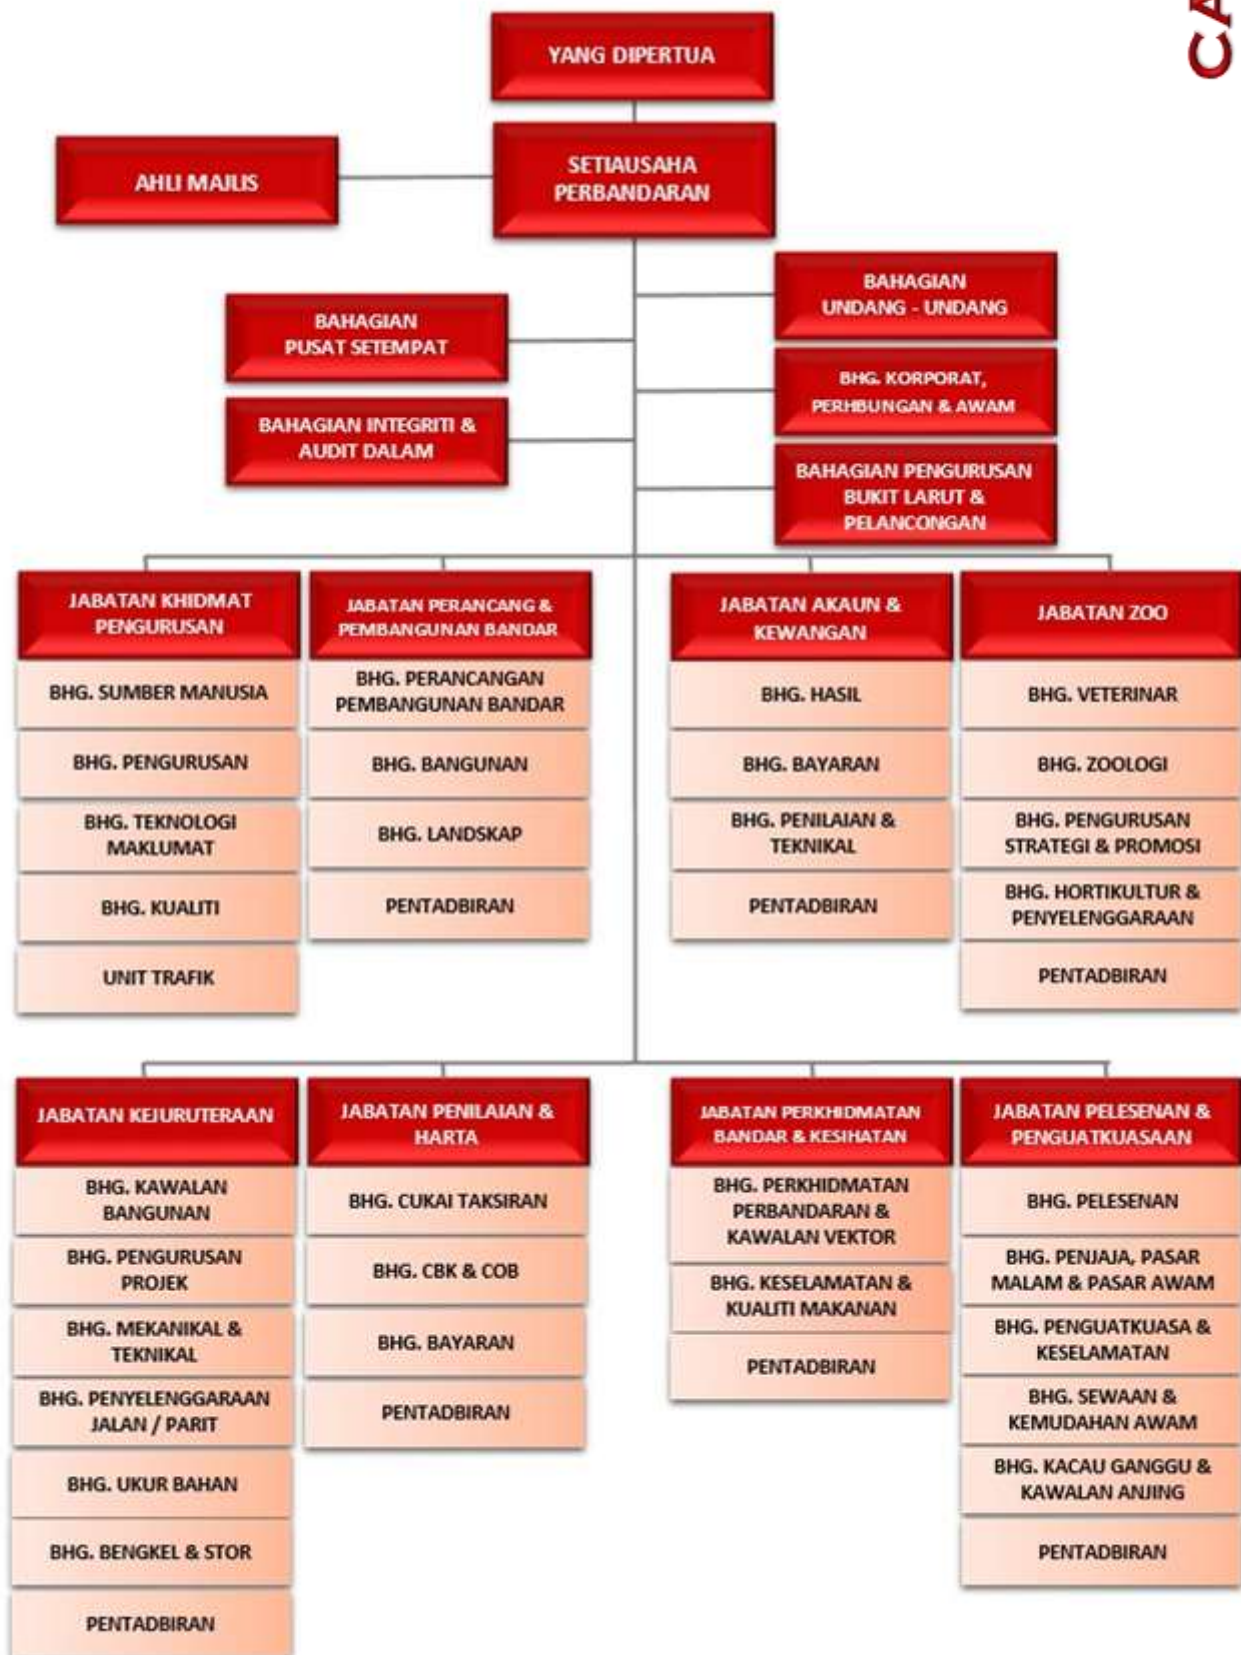 CA
YANG DIPERTUA
AHLI MAJLIS
SETIAUSAHA
PERBANDARAN
BAHAGIAN
UNDANG - UNDANG
BAHAGIAN
PUSAT SETEMPAT
BHG. KORPORAT,
PERHBUNGAN & AWAM
BAHAGIAN INTEGRITI &
AUDIT DALAM
BAHAGIAN PENGURUSAN
BUKIT LARUT &
PELANCONGAN
JABATAN KHIDMAT
PENGURUSAN
BHG. SUMBER MANUSIA
BHG. PENGURUSAN
BHG. TEKNOLOGI
MAKLUMAT
BHG. KUALITI
UNIT TRAFIK
JABATAN PERANCANG &
PEMBANGUNAN BANDAR
BHG. PERANCANGAN
PEMBANGUNAN BANDAR
BHG. BANGUNAN
BHG. LANDSKAP
PENTADBIRAN
JABATAN AKAUN &
KEWANGAN
BHG. HASIL
BHG. BAYARAN
BHG. PENILAIAN &
TEKNIKAL
PENTADBIRAN
JABATAN ZOO
BHG. VETERINAR
BHG. ZOOLOGI
BHG. PENGURUSAN
STRATEGI & PROMOSI
BHG. HORTIKULTUR &
PENYELENGGARAAN
PENTADBIRAN
JABATAN KEJURUTERAAN
BHG. KAWALAN
BANGUNAN
BHG. PENGURUSAN
PROJEK
BHG. MEKANIKAL &
TEKNIKAL
BHG. PENYELENGGARAAN
JALAN / PARIT
BHG. UKUR BAHAN
BHG. BENGKEL & STOR
PENTADBIRAN
JABATAN PENILAIAN &
HARTA
BHG. CUKAI TAKSIRAN
BHG. CBK & COB
BHG. BAYARAN
PENTADBIRAN
JABATAN PERKHIDMATAN
BANDAR & KESIHATAN
BHG. PERKHIDMATAN
PERBANDARAN &
KAWALAN VEKTOR
BHG. KESELAMATAN &
KUALITI MAKANAN
PENTADBIRAN
JABATAN PELESENAN &
PENGUATKUASAAN
BHG. PELESENAN
BHG. PENJAJA, PASAR
MALAM & PASAR AWAM
BHG. PENGUATKUASA &
KESELAMATAN
BHG. SEWAAN &
KEMUDAHAN AWAM
BHG. KACAU GANGGU &
KAWALAN ANJING
PENTADBIRAN